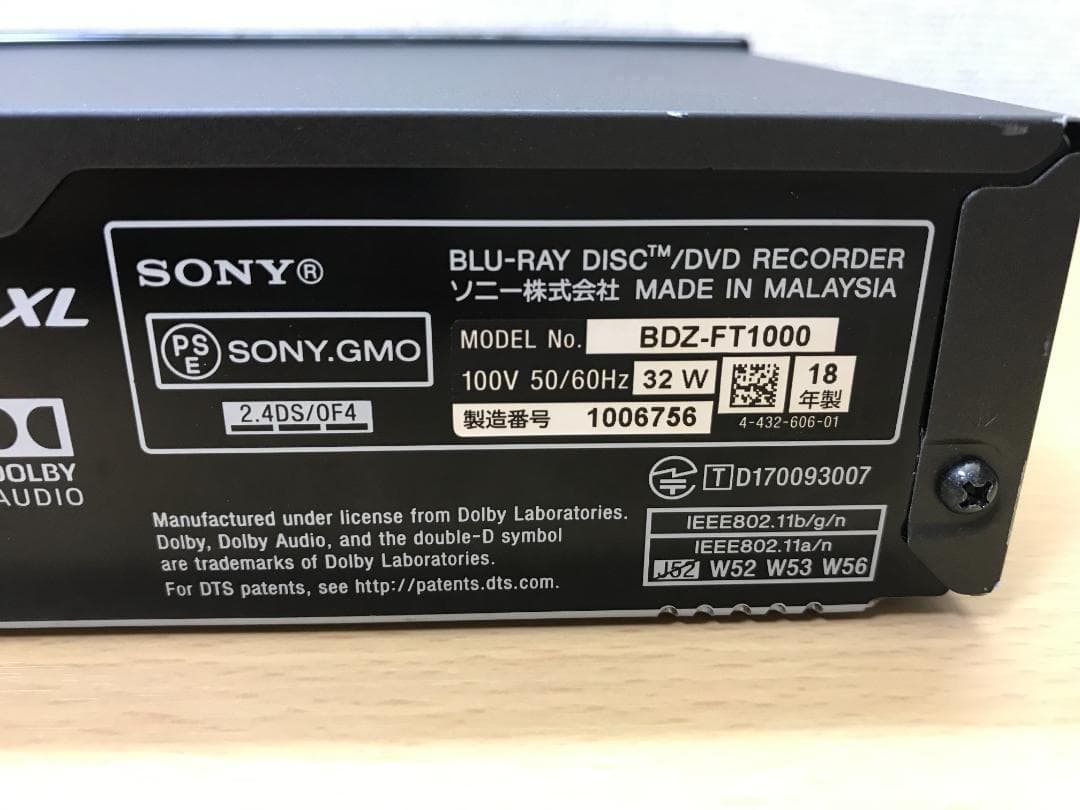 SONY®
BLU-RAY DISC™/DVD RECORDER
ソニー株式会社 MADE IN MALAYSIA
XL
PSE SONY.GMO
MODEL No. BDZ-FT1000
100V 50/60Hz 32 W
18
年製
2.4DS/OF4
製造番号 1006756
4-432-606-01
DOLBY
AUDIO
T D170093007
Manufactured under license from Dolby Laboratories.
Dolby, Dolby Audio, and the double-D symbol
are trademarks of Dolby Laboratories.
For DTS patents, see http://patents.dts.com.
IEEE802.11b/g/n
IEEE802.11a/n
J52 W52 W53 W56